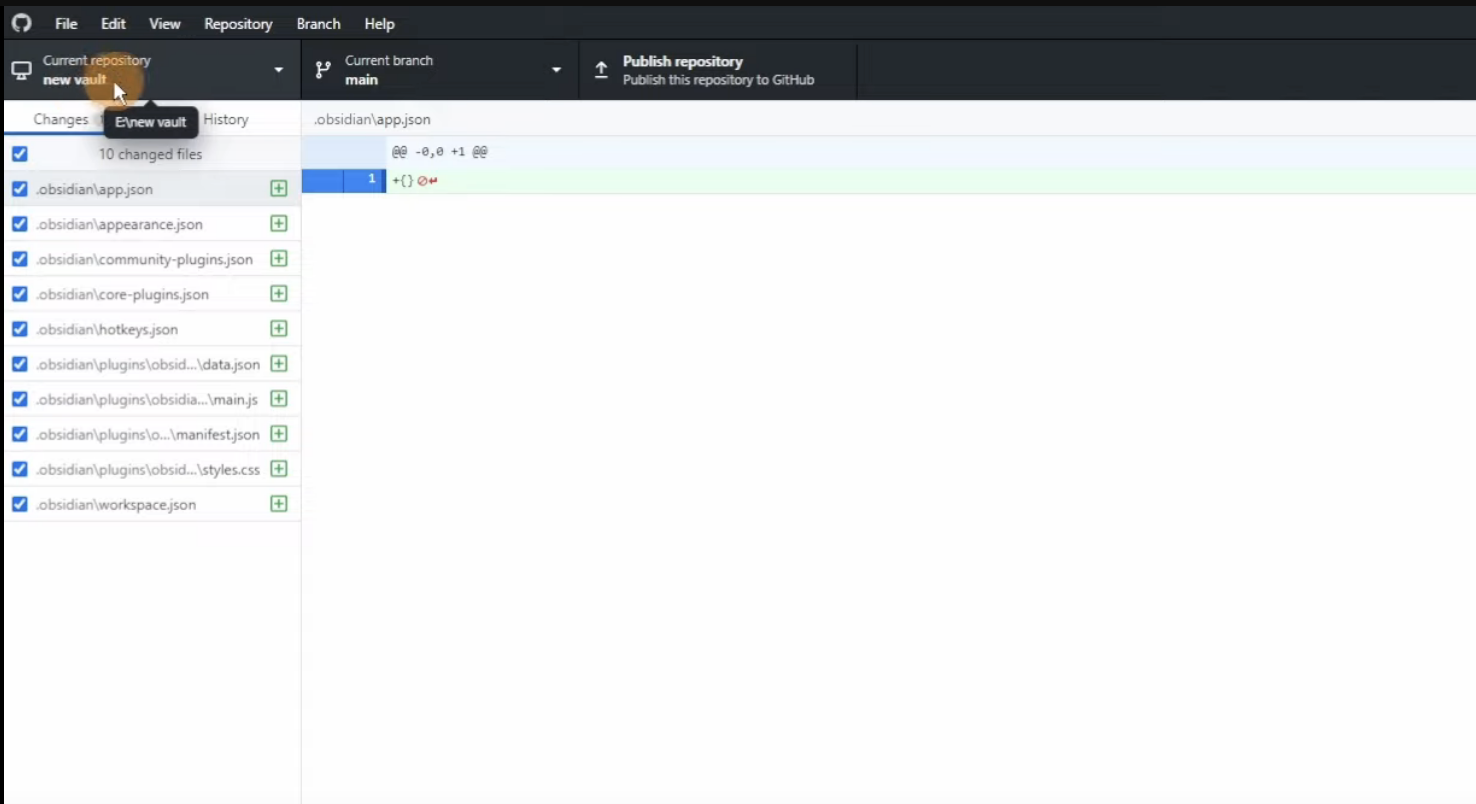 File Edit View Repository Branch Help
Current repository
new vault
Current branch
main
Publish repository
Publish this repository to GitHub
Changes
E:\new vault
History
10 changed files
.obsidian\app.json
.obsidian\appearance.json
.obsidian\community-plugins.json
.obsidian\core-plugins.json
.obsidian\hotkeys.json
.obsidian\plugins\obsid...\data.json
.obsidian\plugins\obsidia...\main.js
.obsidian\plugins\o...\manifest.json
.obsidian\plugins\obsid...\styles.css
.obsidian\workspace.json
.obsidian\app.json
@@ -0,0 +1 @@
1 +{}